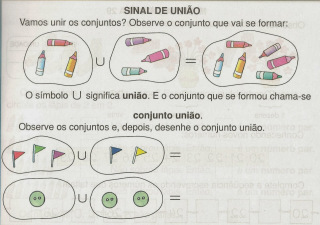 SINAL DE UNIÃO
Vamos unir os conjuntos? Observe o conjunto que vai se formar:
U =
O símbolo U significa união. E o conjunto que se formou chama-se
conjunto união.
Observe os conjuntos e, depois, desenhe o conjunto união.
U =
U =